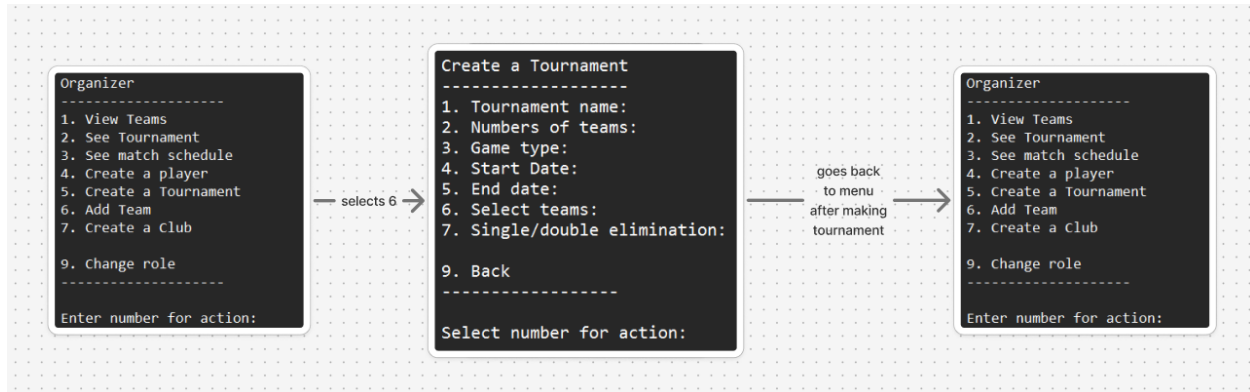 Organizer
--------------------
1. View Teams
2. See Tournament
3. See match schedule
4. Create a player
5. Create a Tournament
6. Add Team
7. Create a Club
9. Change role
--------------------
Enter number for action:
selects 6
Create a Tournament
-------------------
1. Tournament name:
2. Numbers of teams:
3. Game type:
4. Start Date:
5. End date:
6. Select teams:
7. Single/double elimination:
9. Back
------------------
Select number for action:
goes back
to menu
after making
tournament
Organizer
--------------------
1. View Teams
2. See Tournament
3. See match schedule
4. Create a player
5. Create a Tournament
6. Add Team
7. Create a Club
9. Change role
--------------------
Enter number for action: